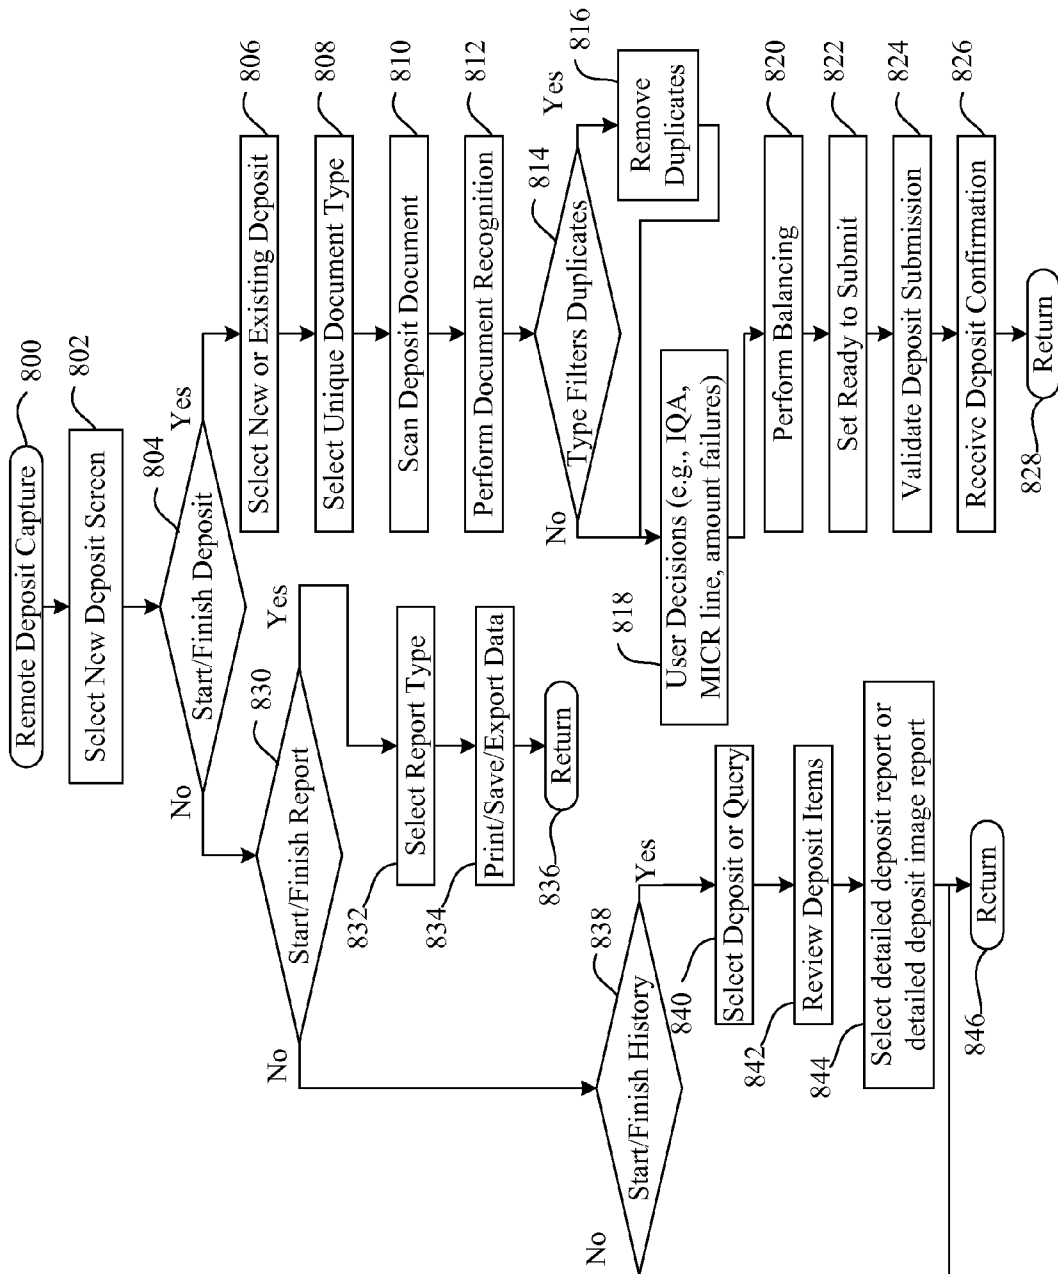 Remote Deposit Capture
800
Select New Deposit Screen
802
Start/Finish Deposit
804
Yes
No
Select New or Existing Deposit
806
Select Unique Document Type
808
Scan Deposit Document
810
Perform Document Recognition
812
Type Filters Duplicates
814
Yes
No
Remove
Duplicates
816
User Decisions (e.g., IQA,
MICR line, amount failures)
818
Perform Balancing
820
Set Ready to Submit
822
Validate Deposit Submission
824
Receive Deposit Confirmation
826
Return
828
Start/Finish Report
830
Yes
No
Select Report Type
832
Print/Save/Export Data
834
Return
836
Start/Finish History
838
Yes
No
Select Deposit or Query
840
Review Deposit Items
842
Select detailed deposit report or
detailed deposit image report
844
Return
846